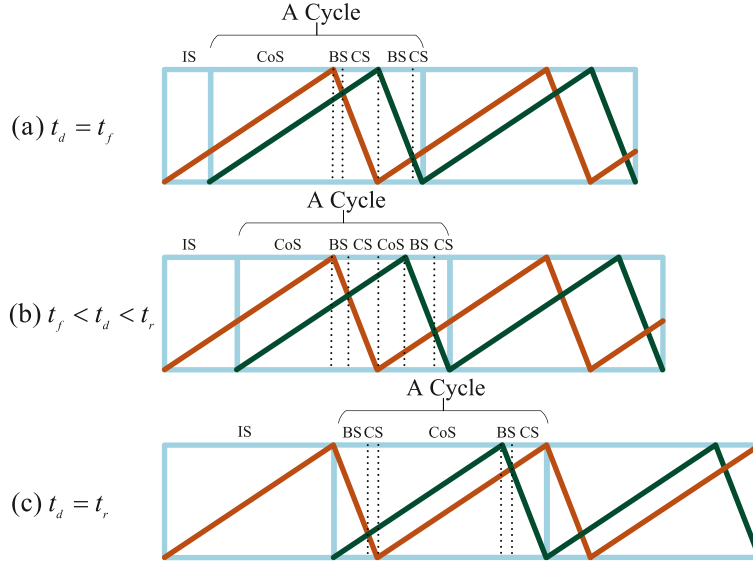 A Cycle
IS CoS BS CS BS CS
(a) t_d = t_f
A Cycle
IS CoS BS CS CoS BS CS
(b) t_f < t_d < t_r
A Cycle
IS BS CS CoS BS CS
(c) t_d = t_r